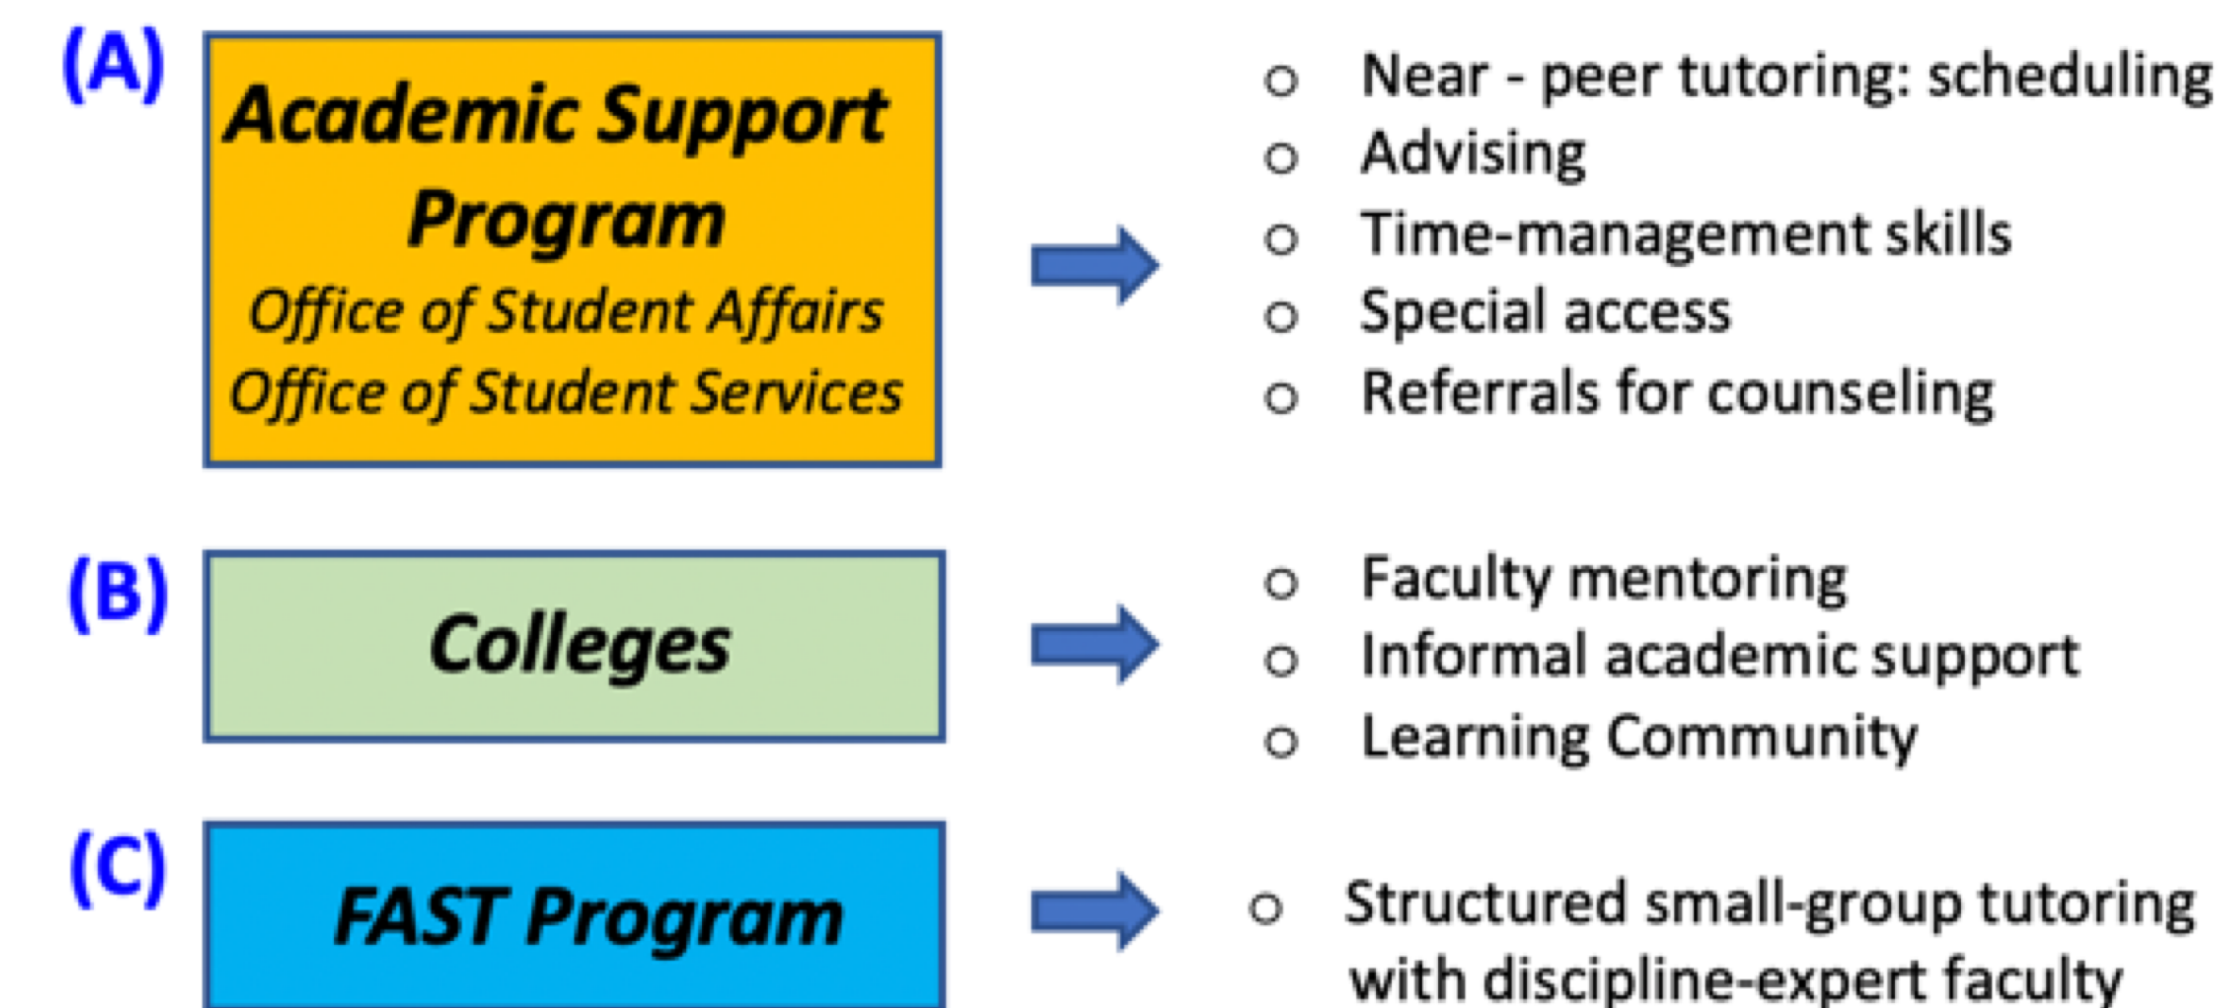 (A)
Academic Support
Program
Office of Student Affairs
Office of Student Services
o Near - peer tutoring: scheduling
o Advising
o Time-management skills
o Special access
o Referrals for counseling
(B)
Colleges
o Faculty mentoring
o Informal academic support
o Learning Community
(C)
FAST Program
o Structured small-group tutoring
with discipline-expert faculty